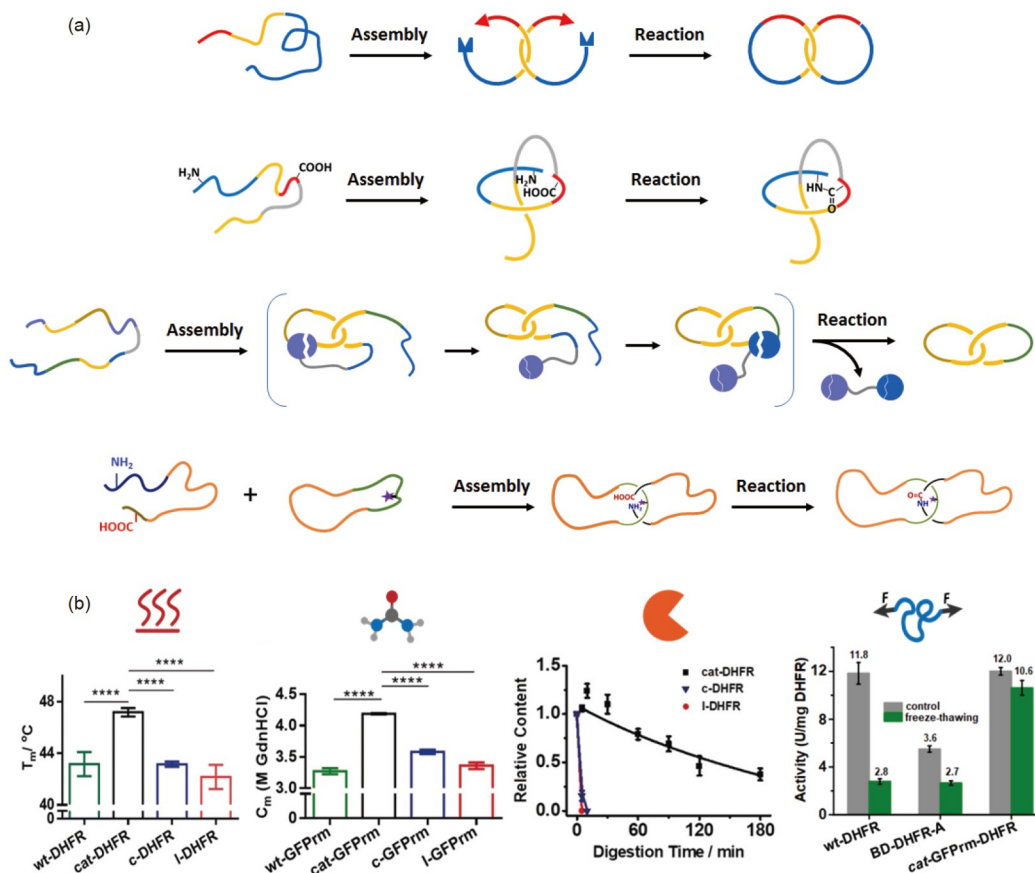 (a)
Assembly
Reaction
H₂N
COOH
Assembly
H₂N
HOOC
Reaction
HN
C
O
Assembly
Reaction
NH₂
HOOC
+
Assembly
HOOC
NH₂
Reaction
O=C
NH
(b)
****
****
****
Tm/ °C
48
44
40
0
wt-DHFR
cat-DHFR
c-DHFR
l-DHFR
****
****
****
Cm (M GdnHCl)
4.5
4.0
3.5
3.0
0
wt-GFPrm
cat-GFPrm
c-GFPrm
l-GFPrm
Relative Content
1.5
1.0
0.5
0.0
cat-DHFR
c-DHFR
l-DHFR
0 60 120 180
Digestion Time / min
F F
Activity (U/mg DHFR)
12
8
4
0
11.8
2.8
3.6
2.7
12.0
10.6
control
freeze-thawing
wt-DHFR
BD-DHFR-A
cat-GFPrm-DHFR